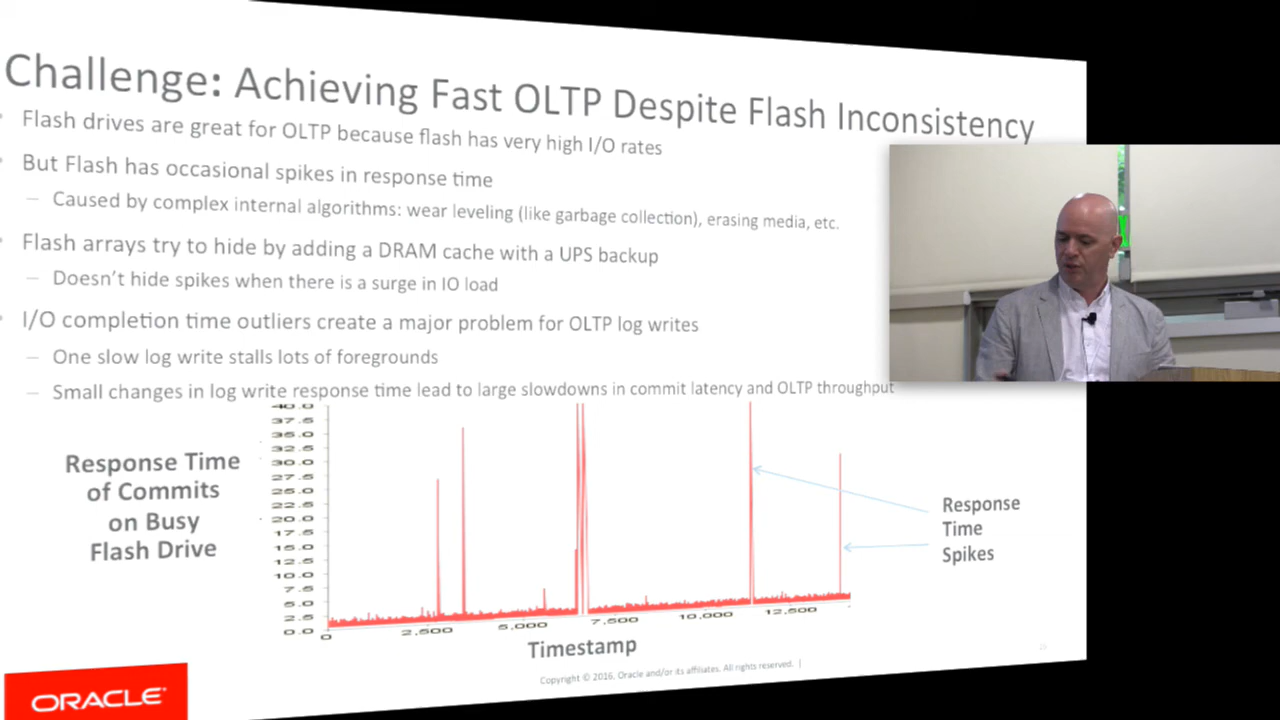 Challenge: Achieving Fast OLTP Despite Flash Inconsistency
Flash drives are great for OLTP because flash has very high I/O rates
But Flash has occasional spikes in response time
– Caused by complex internal algorithms: wear leveling (like garbage collection), erasing media, etc.
Flash arrays try to hide by adding a DRAM cache with a UPS backup
– Doesn't hide spikes when there is a surge in IO load
I/O completion time outliers create a major problem for OLTP log writes
– One slow log write stalls lots of foregrounds
– Small changes in log write response time lead to large slowdowns in commit latency and OLTP throughput
Response Time
of Commits
on Busy
Flash Drive
40.0
37.5
35.0
32.5
30.0
27.5
25.0
22.5
20.0
17.5
15.0
12.5
10.0
7.5
5.0
2.5
0.0
0
2,500
5,000
7,500
10,000
12,500
Timestamp
Response
Time
Spikes
ORACLE
Copyright © 2016, Oracle and/or its affiliates. All rights reserved. |